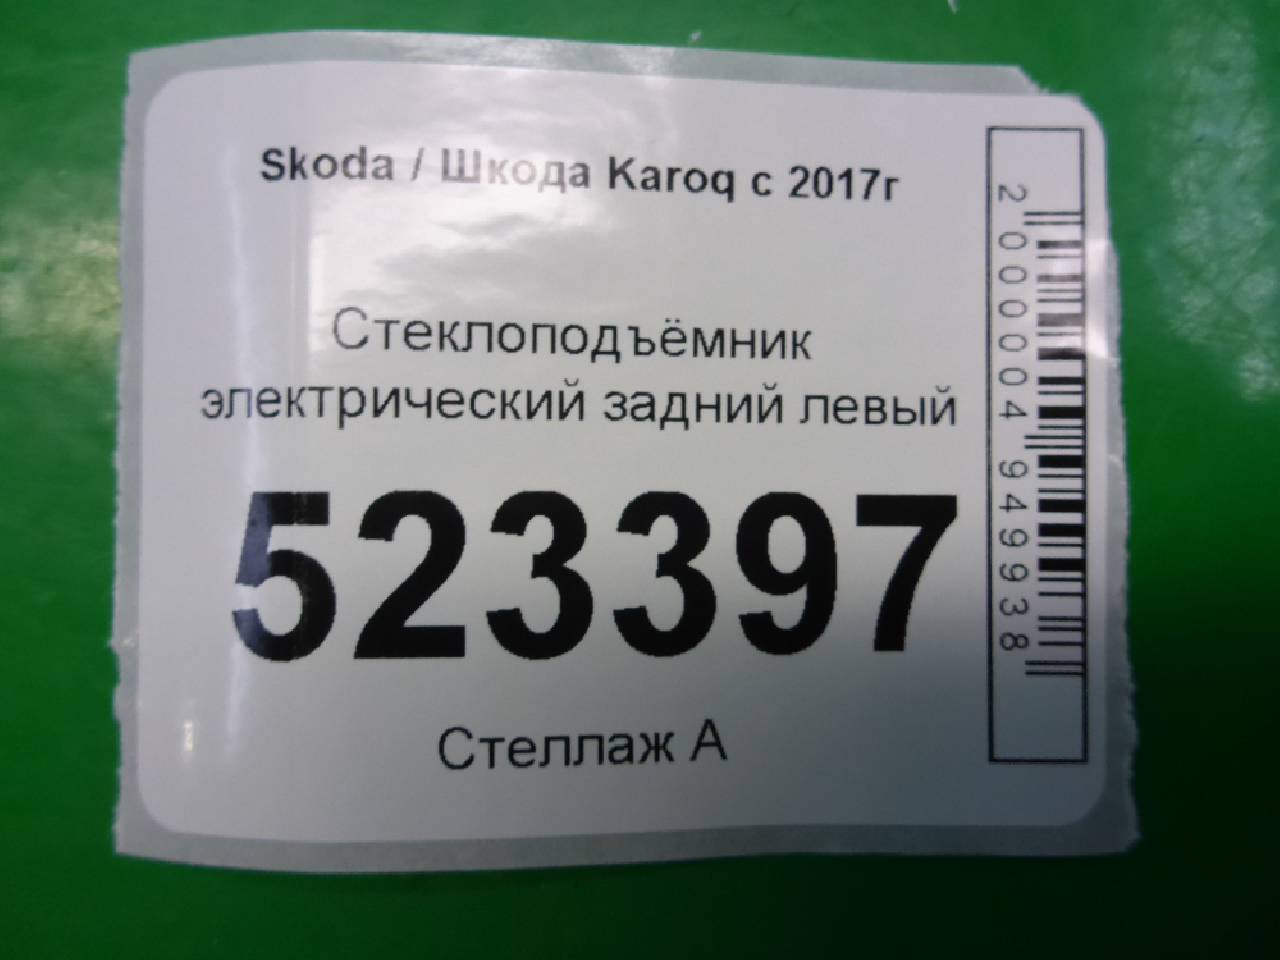 Skoda / Шкода Karoq с 2017г
Стеклоподъёмник
электрический задний левый
523397
Стеллаж А
2000004949938